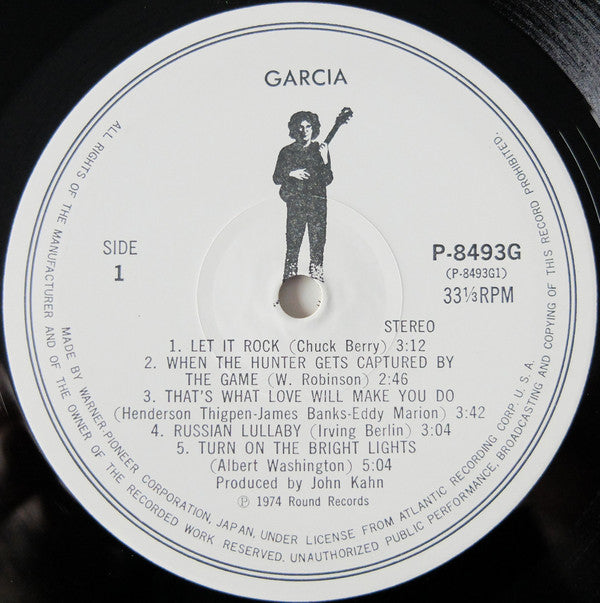 GARCIA
SIDE
1
P-8493G
(P-8493G1)
33⅓RPM
STEREO
1. LET IT ROCK (Chuck Berry) 3:12
2. WHEN THE HUNTER GETS CAPTURED BY
THE GAME (W. Robinson) 2:46
3. THAT'S WHAT LOVE WILL MAKE YOU DO
(Henderson Thigpen-James Banks-Eddy Marion) 3:42
4. RUSSIAN LULLABY (Irving Berlin) 3:04
5. TURN ON THE BRIGHT LIGHTS
(Albert Washington) 5:04
Produced by John Kahn
Ⓟ 1974 Round Records
MADE BY WARNER-PIONEER CORPORATION, JAPAN, UNDER LICENSE FROM ATLANTIC RECORDING CORP. U.S.A.
ALL RIGHTS OF THE MANUFACTURER AND OF THE OWNER OF THE RECORDED WORK RESERVED. UNAUTHORIZED PUBLIC PERFORMANCE, BROADCASTING AND COPYING OF THIS RECORD PROHIBITED.